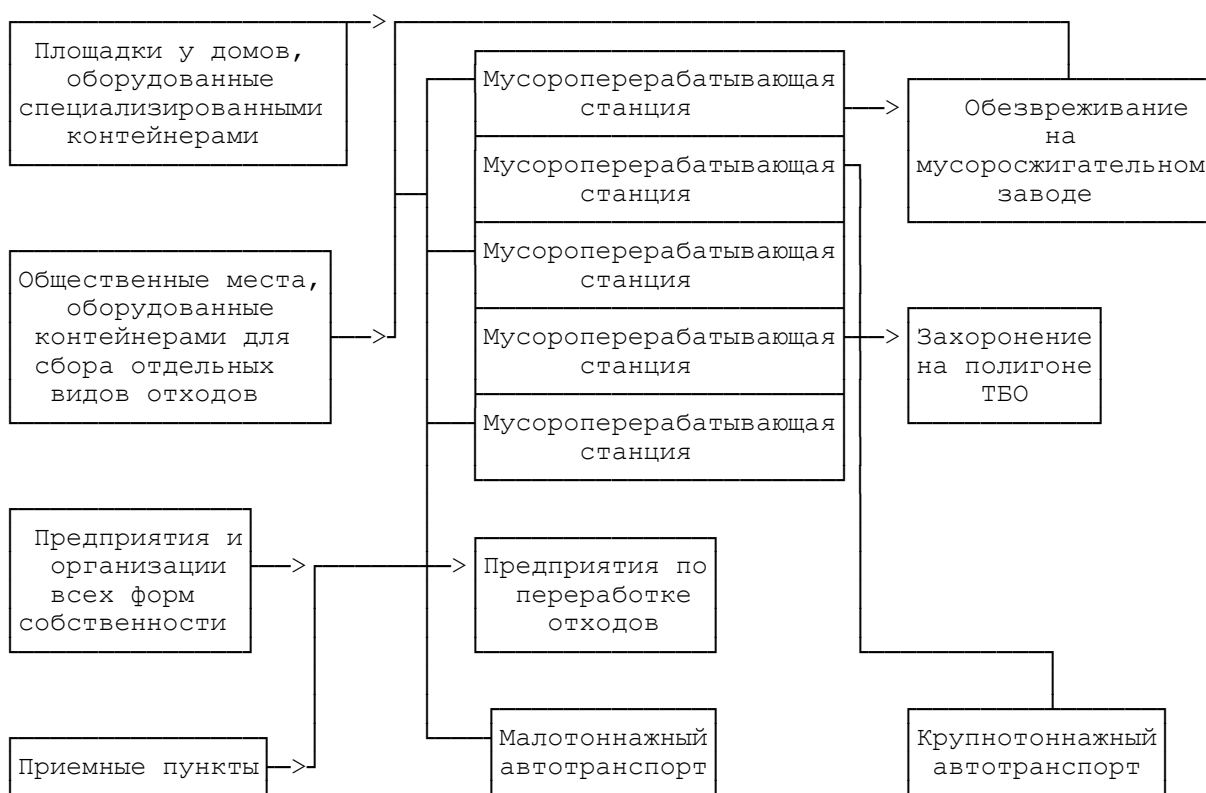 Площадки у домов,
оборудованные
специализированными
контейнерами
Мусороперерабатывающая
станция
Обезвреживание
на
мусоросжигательном
заводе
Мусороперерабатывающая
станция
Общественные места,
оборудованные
контейнерами для
сбора отдельных
видов отходов
Мусороперерабатывающая
станция
Мусороперерабатывающая
станция
Захоронение
на полигоне
ТБО
Мусороперерабатывающая
станция
Предприятия и
организации
всех форм
собственности
Предприятия по
переработке
отходов
Приемные пункты
Малотоннажный
автотранспорт
Крупнотоннажный
автотранспорт